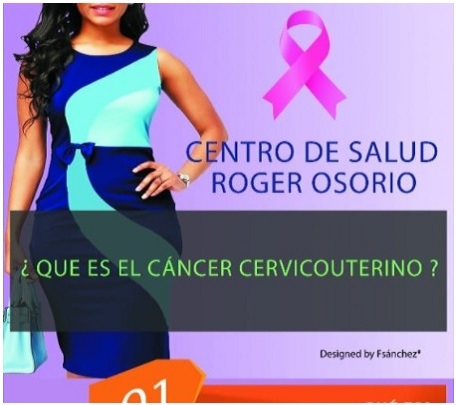 CENTRO DE SALUD
ROGER OSORIO
¿ QUE ES EL CÁNCER CERVICOUTERINO ?
Designed by Fsánchez*
01